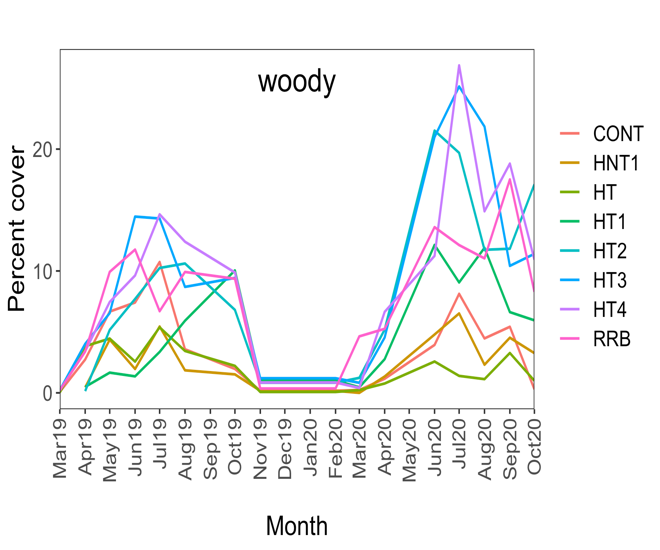 woody
Percent cover
20
10
0
Mar19
Apr19
May19
Jun19
Jul19
Aug19
Sep19
Oct19
Nov19
Dec19
Jan20
Feb20
Mar20
Apr20
May20
Jun20
Jul20
Aug20
Sep20
Oct20
Month
CONT
HNT1
HT
HT1
HT2
HT3
HT4
RRB